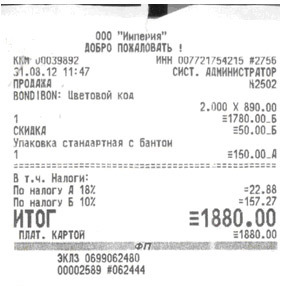 ООО "Империя"
ДОБРО ПОЖАЛОВАТЬ !
ККМ 00039892 ИНН 007721754215 #2756
31.08.12 11:47 СИСТ. АДМИНИСТРАТОР
ПРОДАЖА №2502
BONDIBON: Цветовой код
2.000 X 890.00
1 ≡1780.00_Б
СКИДКА ≡50.00_Б
Упаковка стандартная с бантом
1 ≡150.00_А
В т.ч. Налоги:
По налогу А 18% ≡22.88
По налогу Б 10% ≡157.27
ИТОГ ≡1880.00
ПЛАТ. КАРТОЙ ≡1880.00
ФП
ЭКЛЗ 0699062480
00002589 #062444